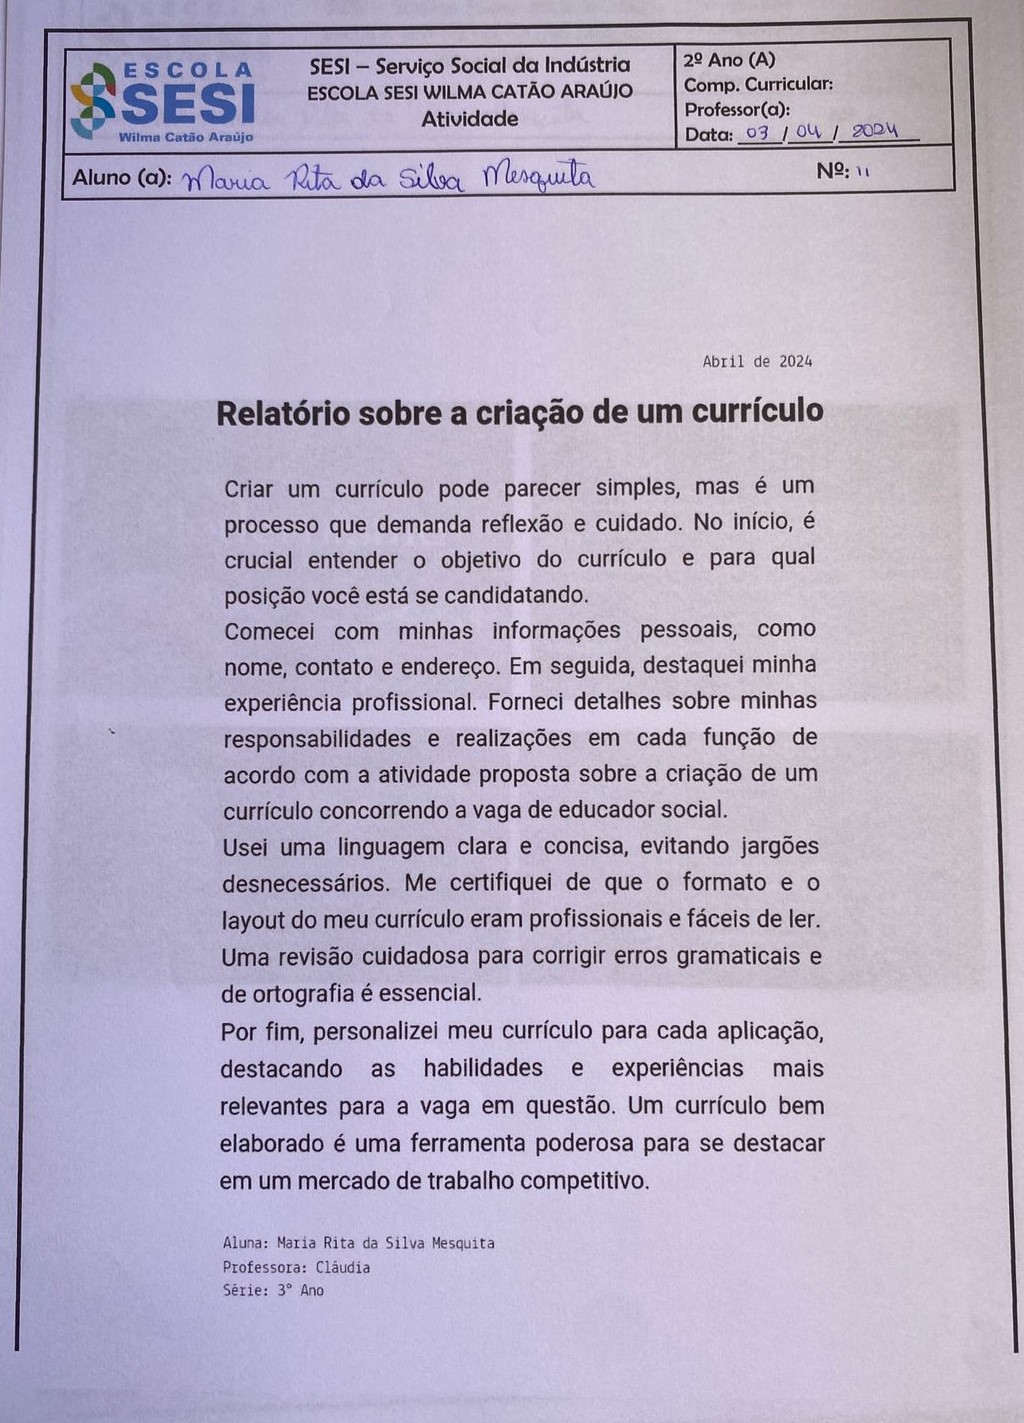 ESCOLA
SESI
Wilma Catão Araújo
SESI – Serviço Social da Indústria
ESCOLA SESI WILMA CATÃO ARAÚJO
Atividade
2º Ano (A)
Comp. Curricular:
Professor(a):
Data: 03 / 04 / 2024
Aluno (a): Maria Rita da Silva Mesquita
Nº: 11
Abril de 2024
Relatório sobre a criação de um currículo
Criar um currículo pode parecer simples, mas é um
processo que demanda reflexão e cuidado. No início, é
crucial entender o objetivo do currículo e para qual
posição você está se candidatando.
Comecei com minhas informações pessoais, como
nome, contato e endereço. Em seguida, destaquei minha
experiência profissional. Forneci detalhes sobre minhas
responsabilidades e realizações em cada função de
acordo com a atividade proposta sobre a criação de um
currículo concorrendo a vaga de educador social.
Usei uma linguagem clara e concisa, evitando jargões
desnecessários. Me certifiquei de que o formato e o
layout do meu currículo eram profissionais e fáceis de ler.
Uma revisão cuidadosa para corrigir erros gramaticais e
de ortografia é essencial.
Por fim, personalizei meu currículo para cada aplicação,
destacando as habilidades e experiências mais
relevantes para a vaga em questão. Um currículo bem
elaborado é uma ferramenta poderosa para se destacar
em um mercado de trabalho competitivo.
Aluna: Maria Rita da Silva Mesquita
Professora: Cláudia
Série: 3° Ano